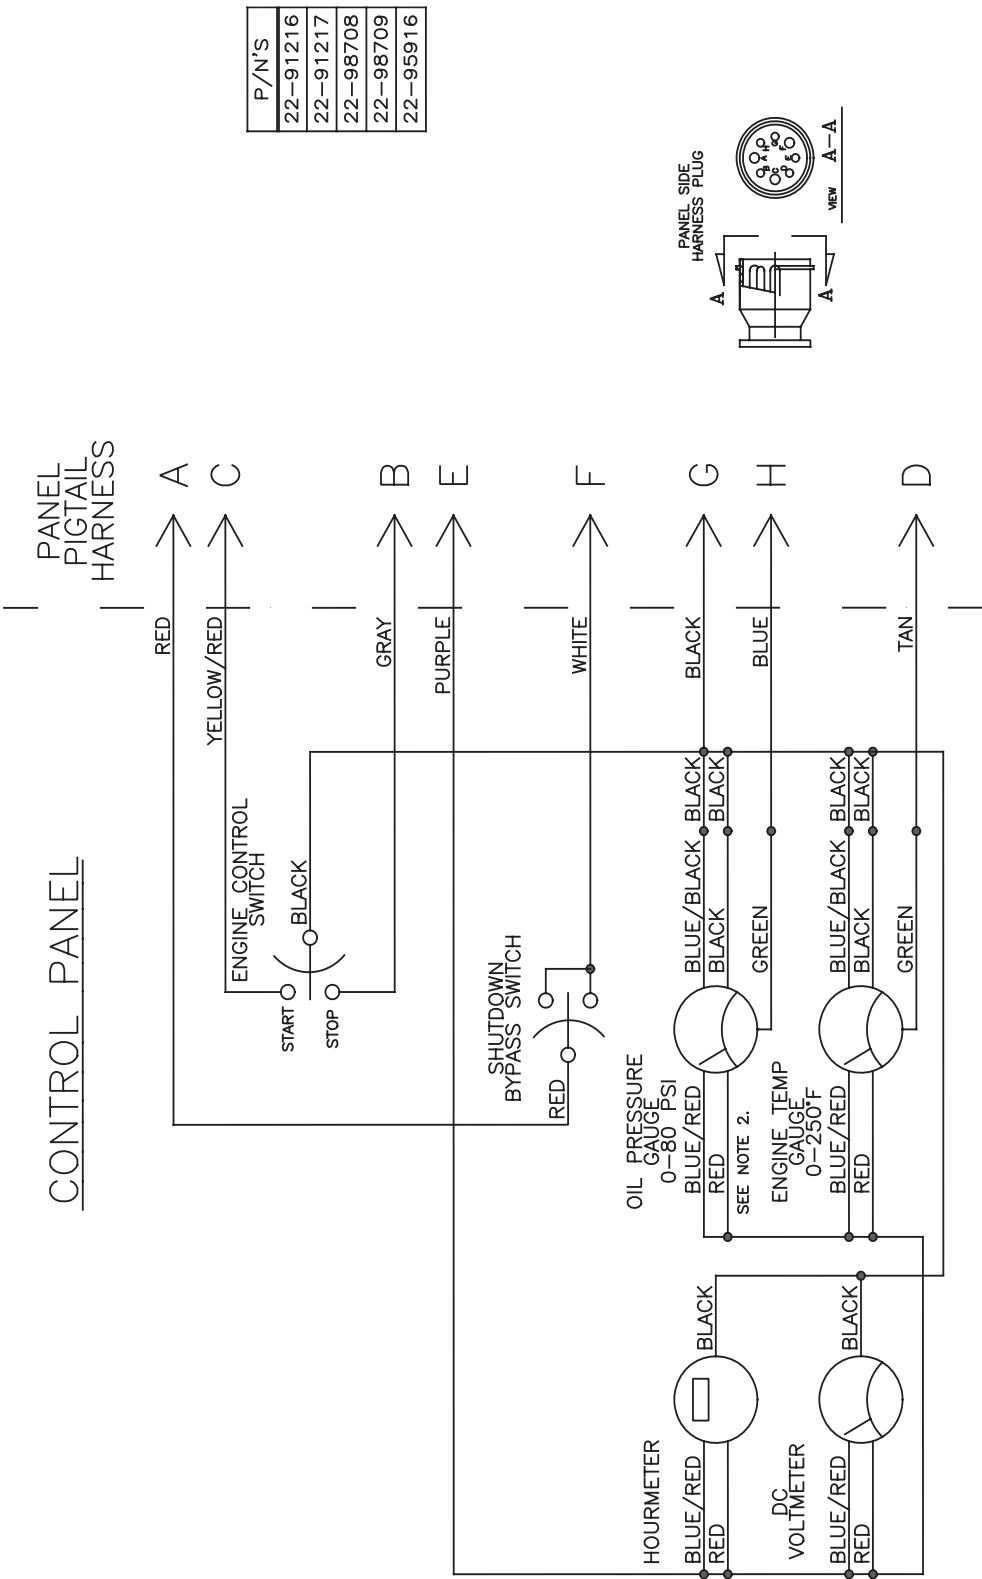 CONTROL PANEL
PANEL
PIGTAIL
HARNESS
P/N'S
22-91216
22-91217
22-98708
22-98709
22-95916
RED
A
YELLOW/RED
C
ENGINE CONTROL
SWITCH
BLACK
START
STOP
GRAY
B
PURPLE
E
SHUTDOWN
BYPASS SWITCH
RED
WHITE
F
OIL PRESSURE
GAUGE
0-80 PSI
BLUE/RED
RED
SEE NOTE 2.
BLUE/BLACK
BLACK
BLACK
BLACK
GREEN
BLACK
G
BLUE
H
ENGINE TEMP
GAUGE
0-250°F
BLUE/RED
RED
BLUE/BLACK
BLACK
BLACK
BLACK
GREEN
TAN
D
HOURMETER
BLUE/RED
RED
BLACK
DC
VOLTMETER
BLUE/RED
RED
BLACK
PANEL SIDE
HARNESS PLUG
A
A
A
B
C
D
E
F
G
H
VIEW A-A